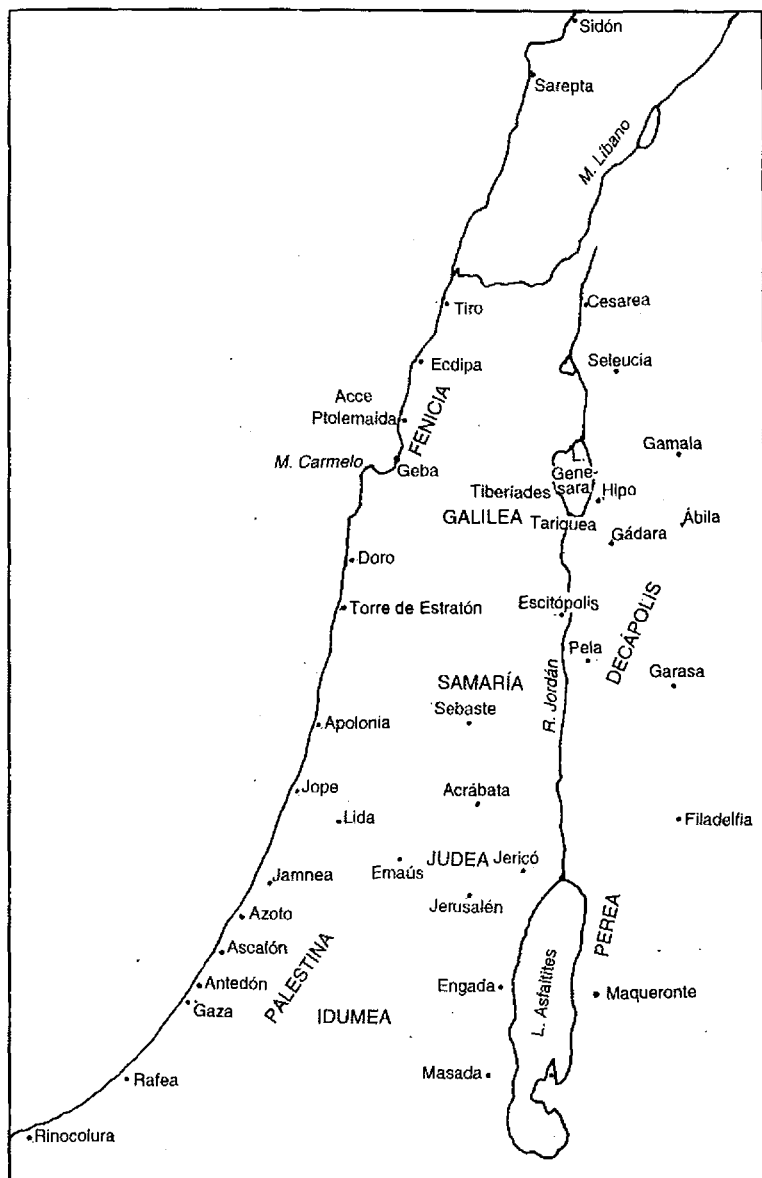 Sidón
Sarepta
M. Líbano
Tiro
Cesarea
Ecdipa
Seleucia
Acce
Ptolemaida
FENICIA
M. Carmelo
Geba
Gamala
L.
Gene-
sara
Tiberíades
Hipo
GALILEA
Tariquea
Ábila
Gádara
Doro
Torre de Estratón
Escitópolis
DECÁPOLIS
Pela
Garasa
SAMARÍA
R. Jordán
Sebaste
Apolonia
Jope
Acrábata
Lida
Filadelfia
Emaús
JUDEA
Jericó
Jamnea
Jerusalén
Azoto
PEREA
Ascalón
PALESTINA
Antedón
Gaza
Engada
L. Asfaltites
Maqueronte
IDUMEA
Rafea
Masada
Rinocolura